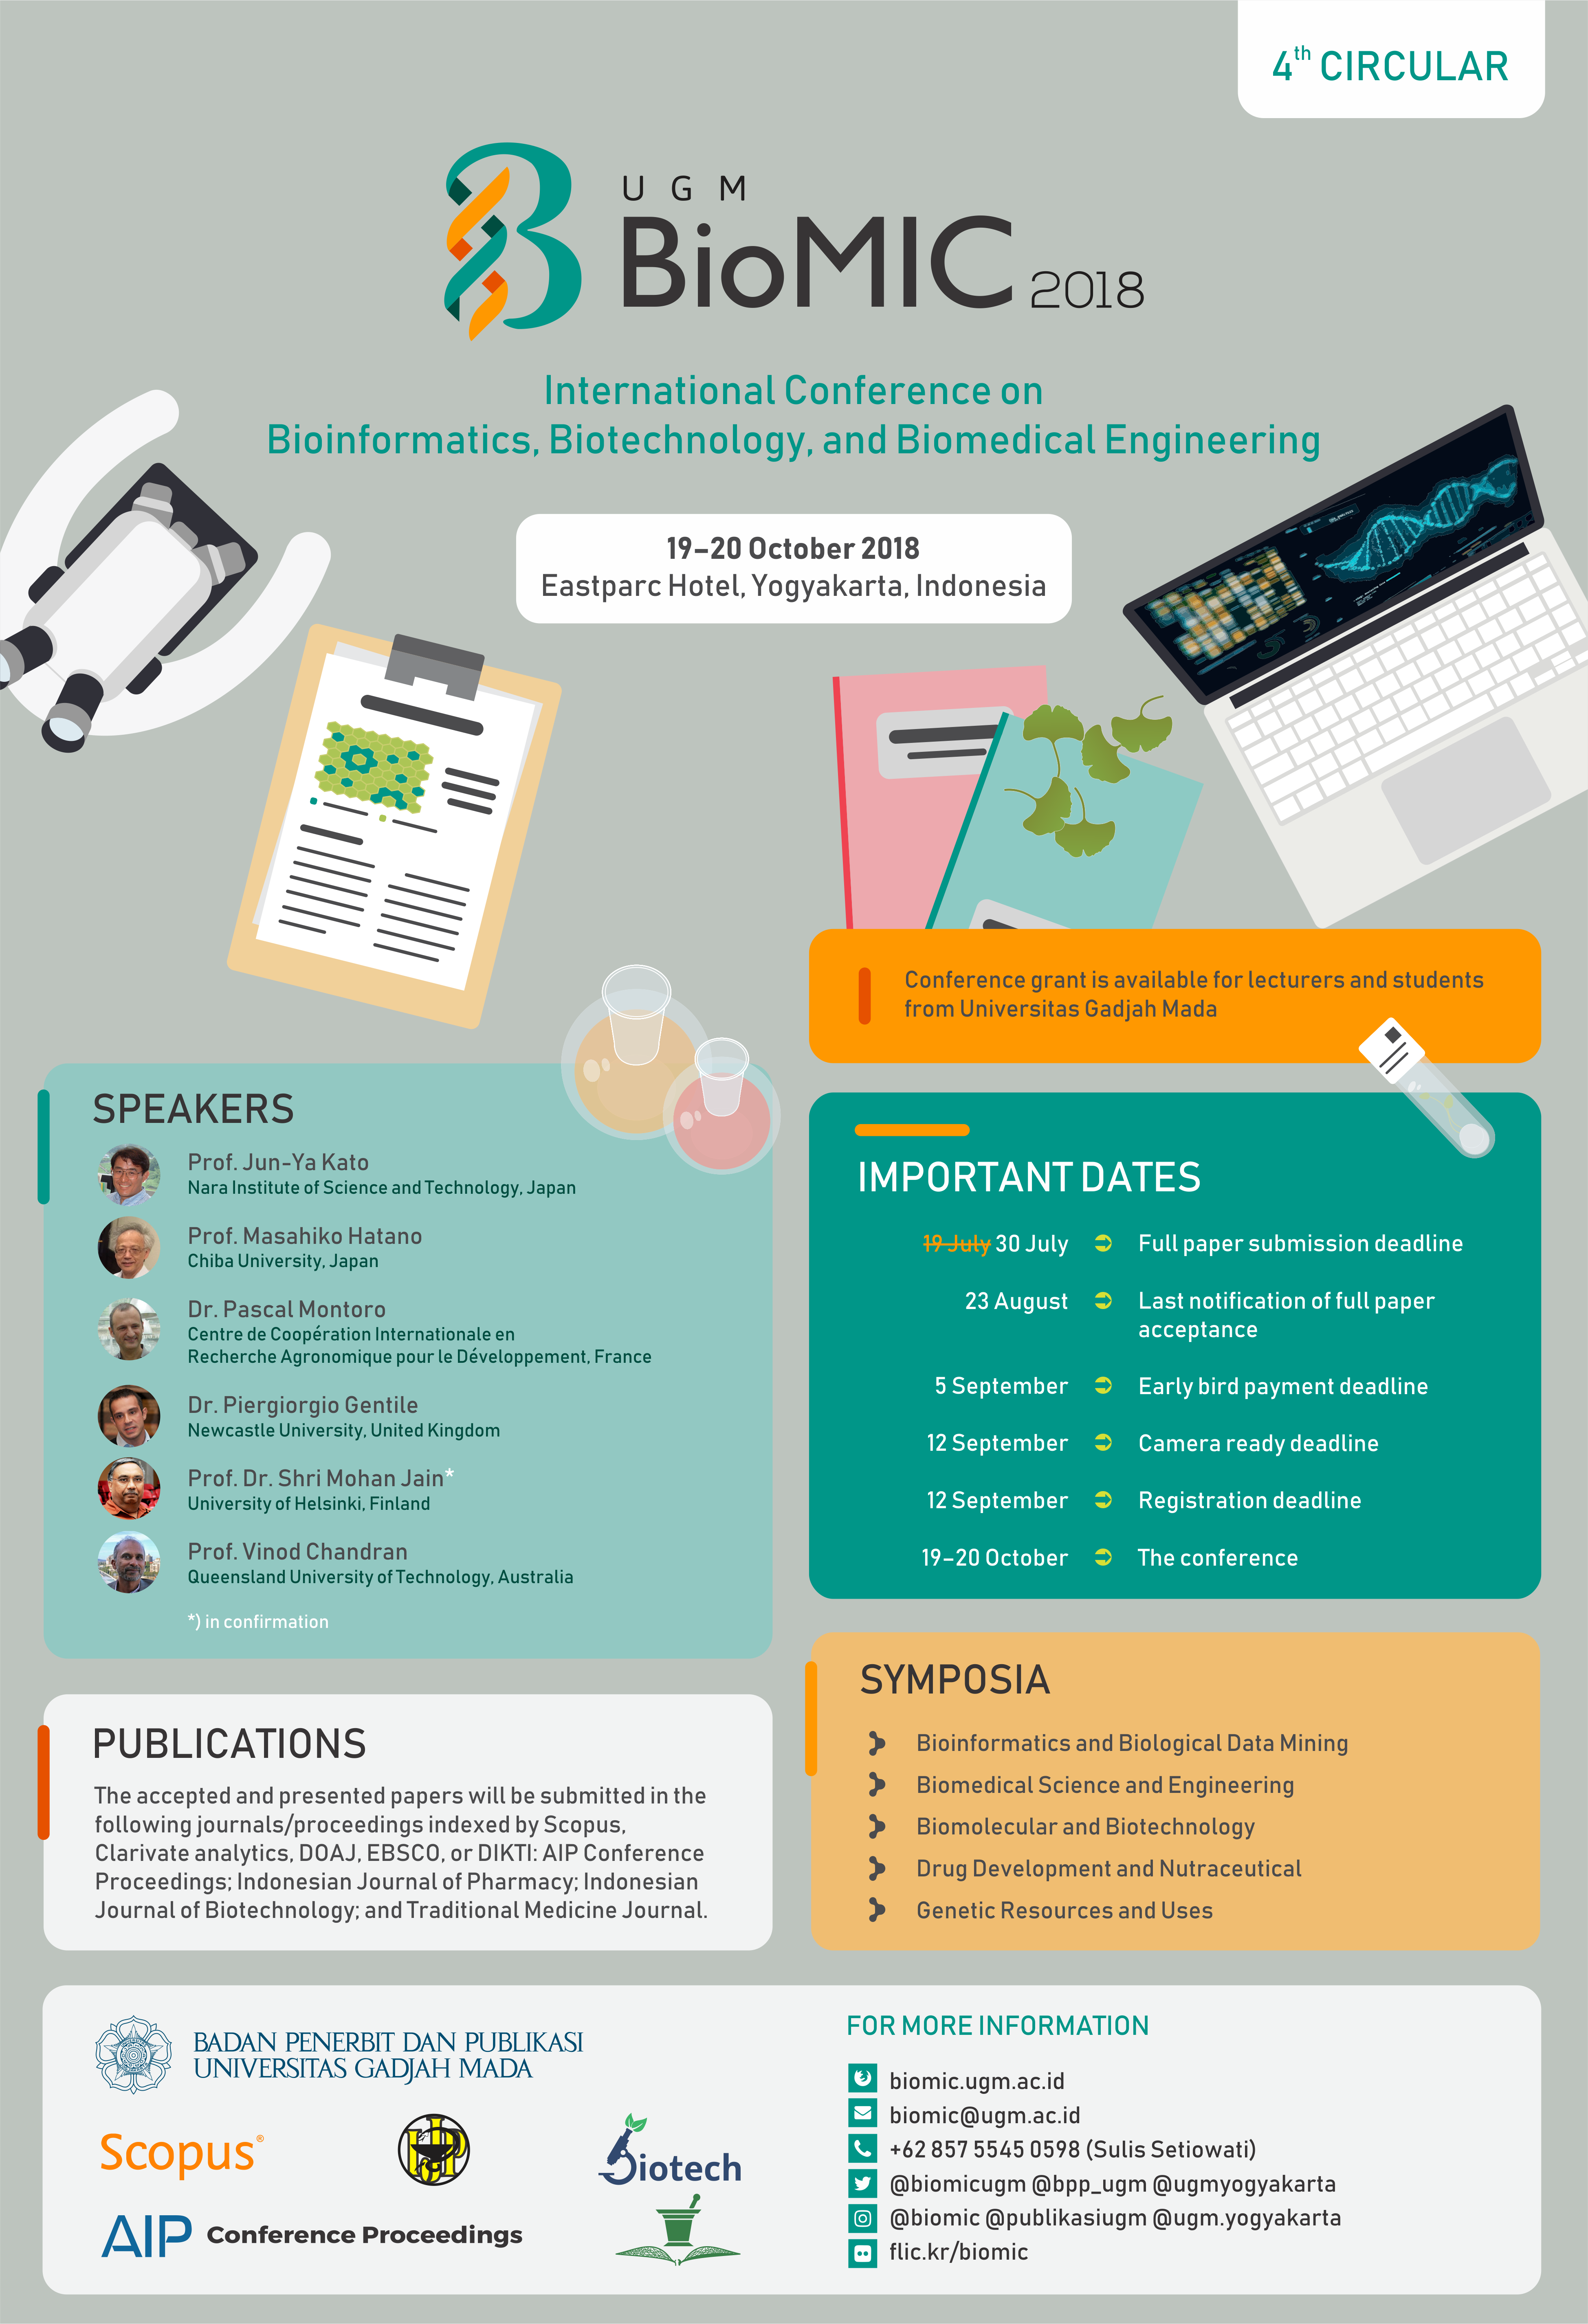 4th CIRCULAR
UGM
BioMIC 2018
International Conference on
Bioinformatics, Biotechnology, and Biomedical Engineering
19–20 October 2018
Eastparc Hotel, Yogyakarta, Indonesia
Conference grant is available for lecturers and students
from Universitas Gadjah Mada
SPEAKERS
Prof. Jun-Ya Kato
Nara Institute of Science and Technology, Japan
Prof. Masahiko Hatano
Chiba University, Japan
Dr. Pascal Montoro
Centre de Coopération Internationale en
Recherche Agronomique pour le Développement, France
Dr. Piergiorgio Gentile
Newcastle University, United Kingdom
Prof. Dr. Shri Mohan Jain*
University of Helsinki, Finland
Prof. Vinod Chandran
Queensland University of Technology, Australia
*) in confirmation
IMPORTANT DATES
19 July 30 July Full paper submission deadline
23 August Last notification of full paper
acceptance
5 September Early bird payment deadline
12 September Camera ready deadline
12 September Registration deadline
19–20 October The conference
PUBLICATIONS
The accepted and presented papers will be submitted in the
following journals/proceedings indexed by Scopus,
Clarivate analytics, DOAJ, EBSCO, or DIKTI: AIP Conference
Proceedings; Indonesian Journal of Pharmacy; Indonesian
Journal of Biotechnology; and Traditional Medicine Journal.
SYMPOSIA
Bioinformatics and Biological Data Mining
Biomedical Science and Engineering
Biomolecular and Biotechnology
Drug Development and Nutraceutical
Genetic Resources and Uses
BADAN PENERBIT DAN PUBLIKASI
UNIVERSITAS GADJAH MADA
Scopus®
IJP
Biotech
AIP Conference Proceedings
FOR MORE INFORMATION
biomic.ugm.ac.id
biomic@ugm.ac.id
+62 857 5545 0598 (Sulis Setiowati)
@biomicugm @bpp_ugm @ugmyogyakarta
@biomic @publikasiugm @ugm.yogyakarta
flic.kr/biomic